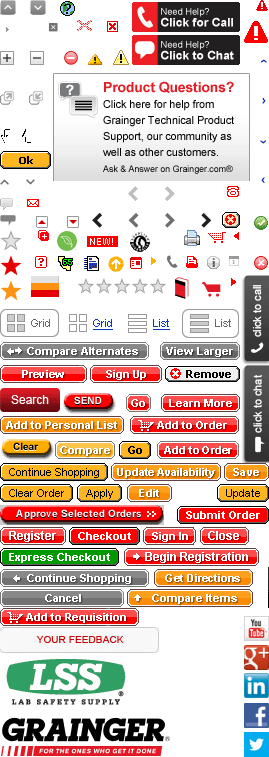 Need Help?
Click for Call
Need Help?
Click to Chat
Product Questions?
Click here for help from
Grainger Technical Product
Support, our community as
well as other customers.
Ask & Answer on Grainger.com®
Ok
NEW!
Grid
Grid
List
List
click to call
Compare Alternates
View Larger
Preview
Sign Up
Remove
Search
SEND
Go
Learn More
click to chat
Add to Personal List
Add to Order
Clear
Compare
Go
Add to Order
Continue Shopping
Update Availability
Save
Clear Order
Apply
Edit
Update
Approve Selected Orders
Submit Order
Register
Checkout
Sign In
Close
Express Checkout
Begin Registration
Continue Shopping
Get Directions
Cancel
Compare Items
Add to Requisition
You
Tube
YOUR FEEDBACK
g+
LSS®
LAB SAFETY SUPPLY
in
f
GRAINGER®
FOR THE ONES WHO GET IT DONE